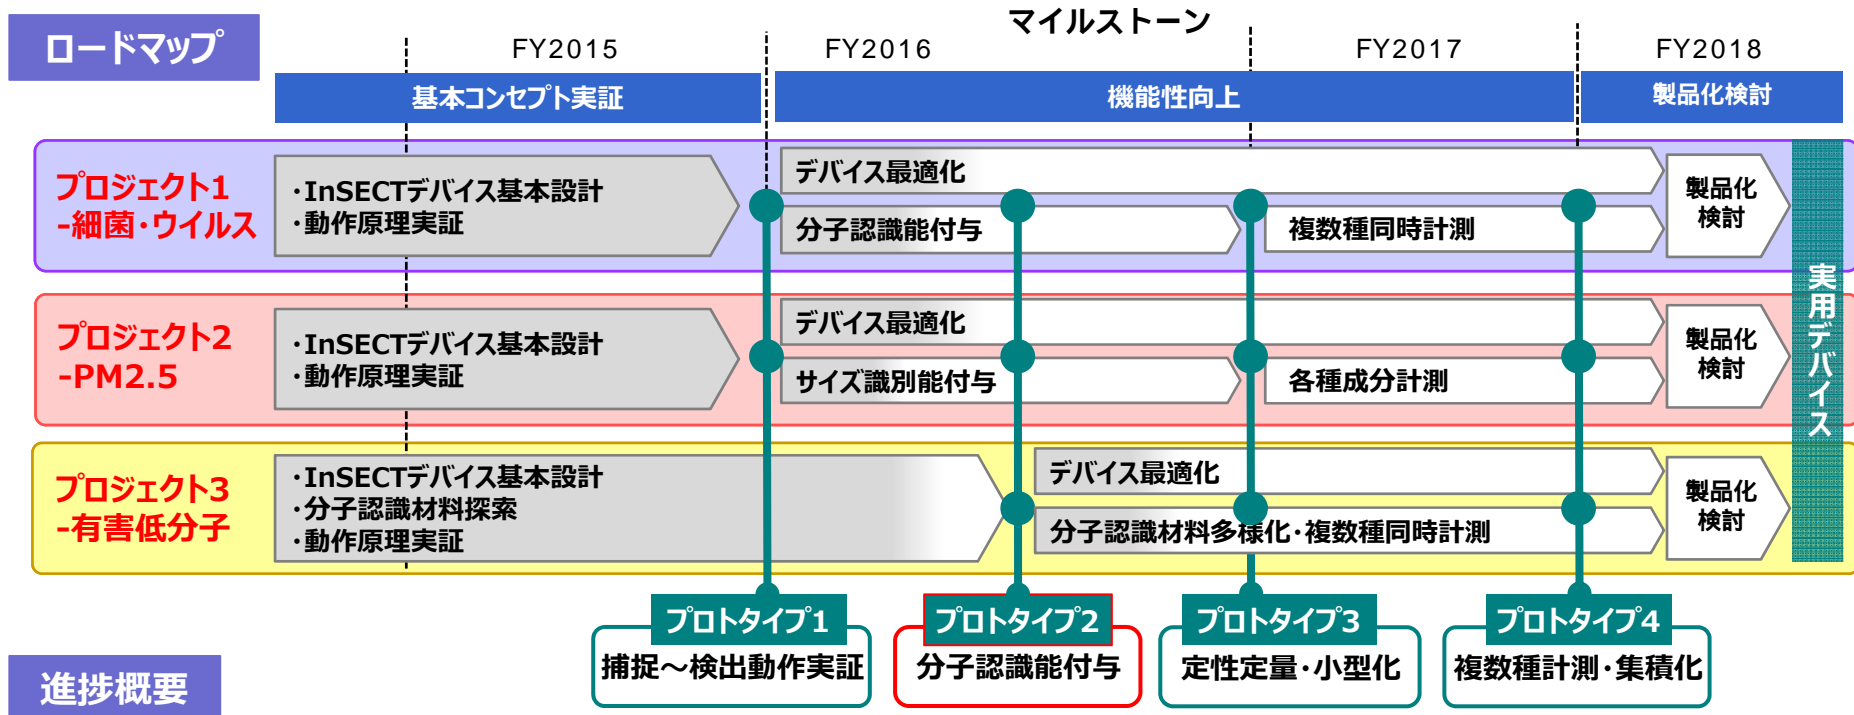 マイルストーン
ロードマップ
FY2015
FY2016
FY2017
FY2018
基本コンセプト実証
機能性向上
製品化検討
プロジェクト1
-細菌・ウイルス
・InSECTデバイス基本設計
・動作原理実証
デバイス最適化
分子認識能付与
複数種同時計測
製品化
検討
プロジェクト2
-PM2.5
・InSECTデバイス基本設計
・動作原理実証
デバイス最適化
サイズ識別能付与
各種成分計測
製品化
検討
プロジェクト3
-有害低分子
・InSECTデバイス基本設計
・分子認識材料探索
・動作原理実証
デバイス最適化
分子認識材料多様化・複数種同時計測
製品化
検討
実用デバイス
プロトタイプ1
捕捉～検出動作実証
プロトタイプ2
分子認識能付与
プロトタイプ3
定性定量・小型化
プロトタイプ4
複数種計測・集積化
進捗概要